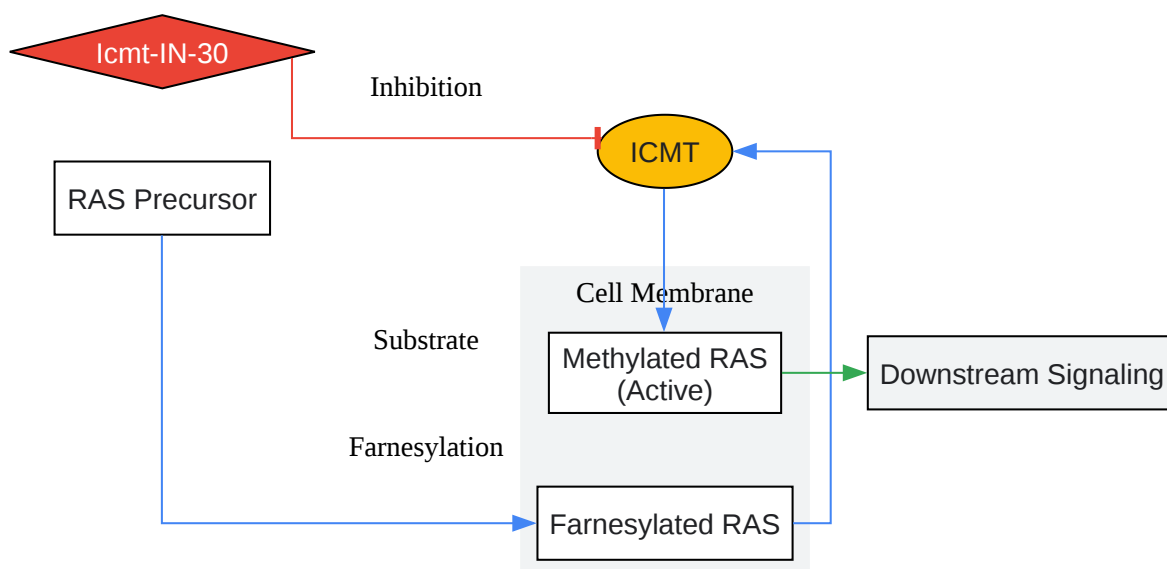 Icmt-IN-30
Inhibition
ICMT
RAS Precursor
Cell Membrane
Substrate
Methylated RAS
(Active)
Downstream Signaling
Farnesylation
Farnesylated RAS